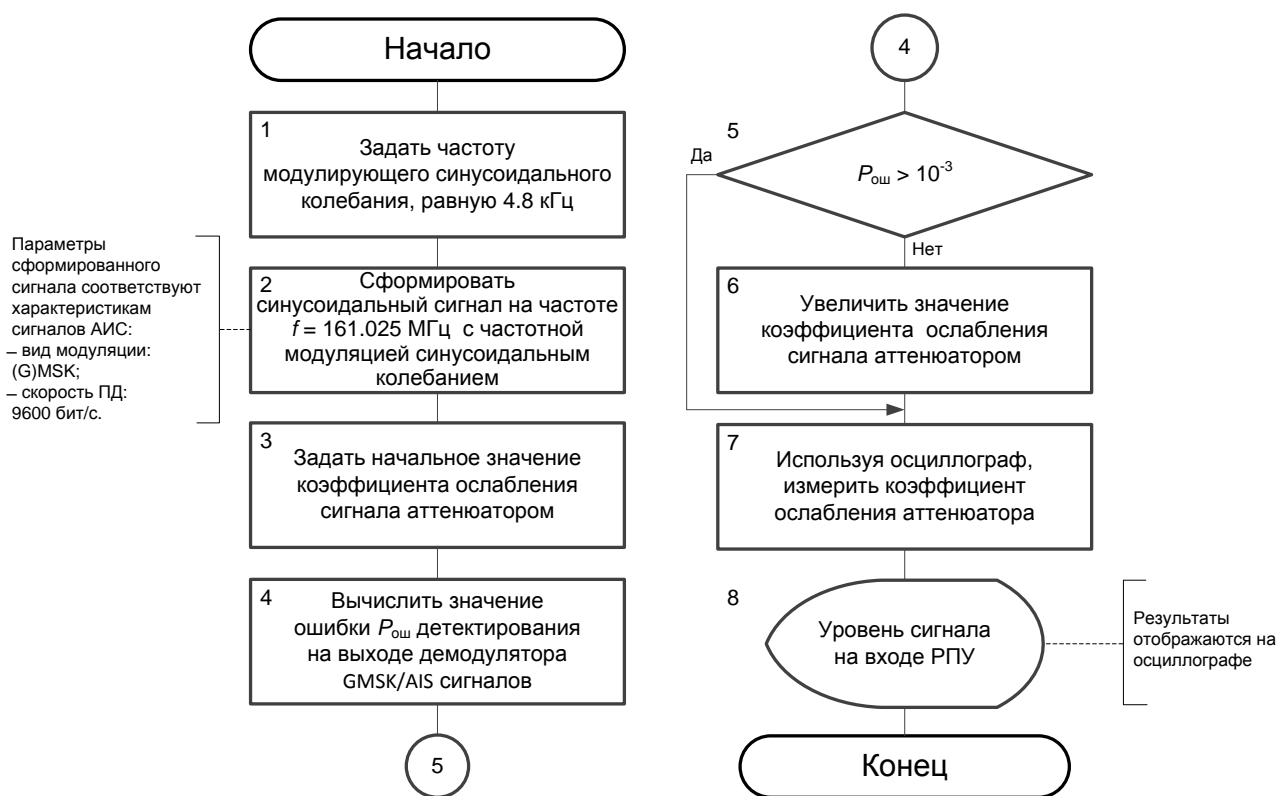 Начало
1
Задать частоту
модулирующего синусоидального
колебания, равную 4.8 кГц
Параметры
сформированного
сигнала соответствуют
характеристикам
сигналов АИС:
– вид модуляции:
(G)MSK;
– скорость ПД:
9600 бит/с.
2
Сформировать
синусоидальный сигнал на частоте
f = 161.025 МГц с частотной
модуляцией синусоидальным
колебанием
3
Задать начальное значение
коэффициента ослабления
сигнала аттенюатором
4
Вычислить значение
ошибки Pош детектирования
на выходе демодулятора
GMSK/AIS сигналов
5
4
5
Да
Pош > 10⁻³
Нет
6
Увеличить значение
коэффициента ослабления
сигнала аттенюатором
7
Используя осциллограф,
измерить коэффициент
ослабления аттенюатора
8
Уровень сигнала
на входе РПУ
Результаты
отображаются на
осциллографе
Конец